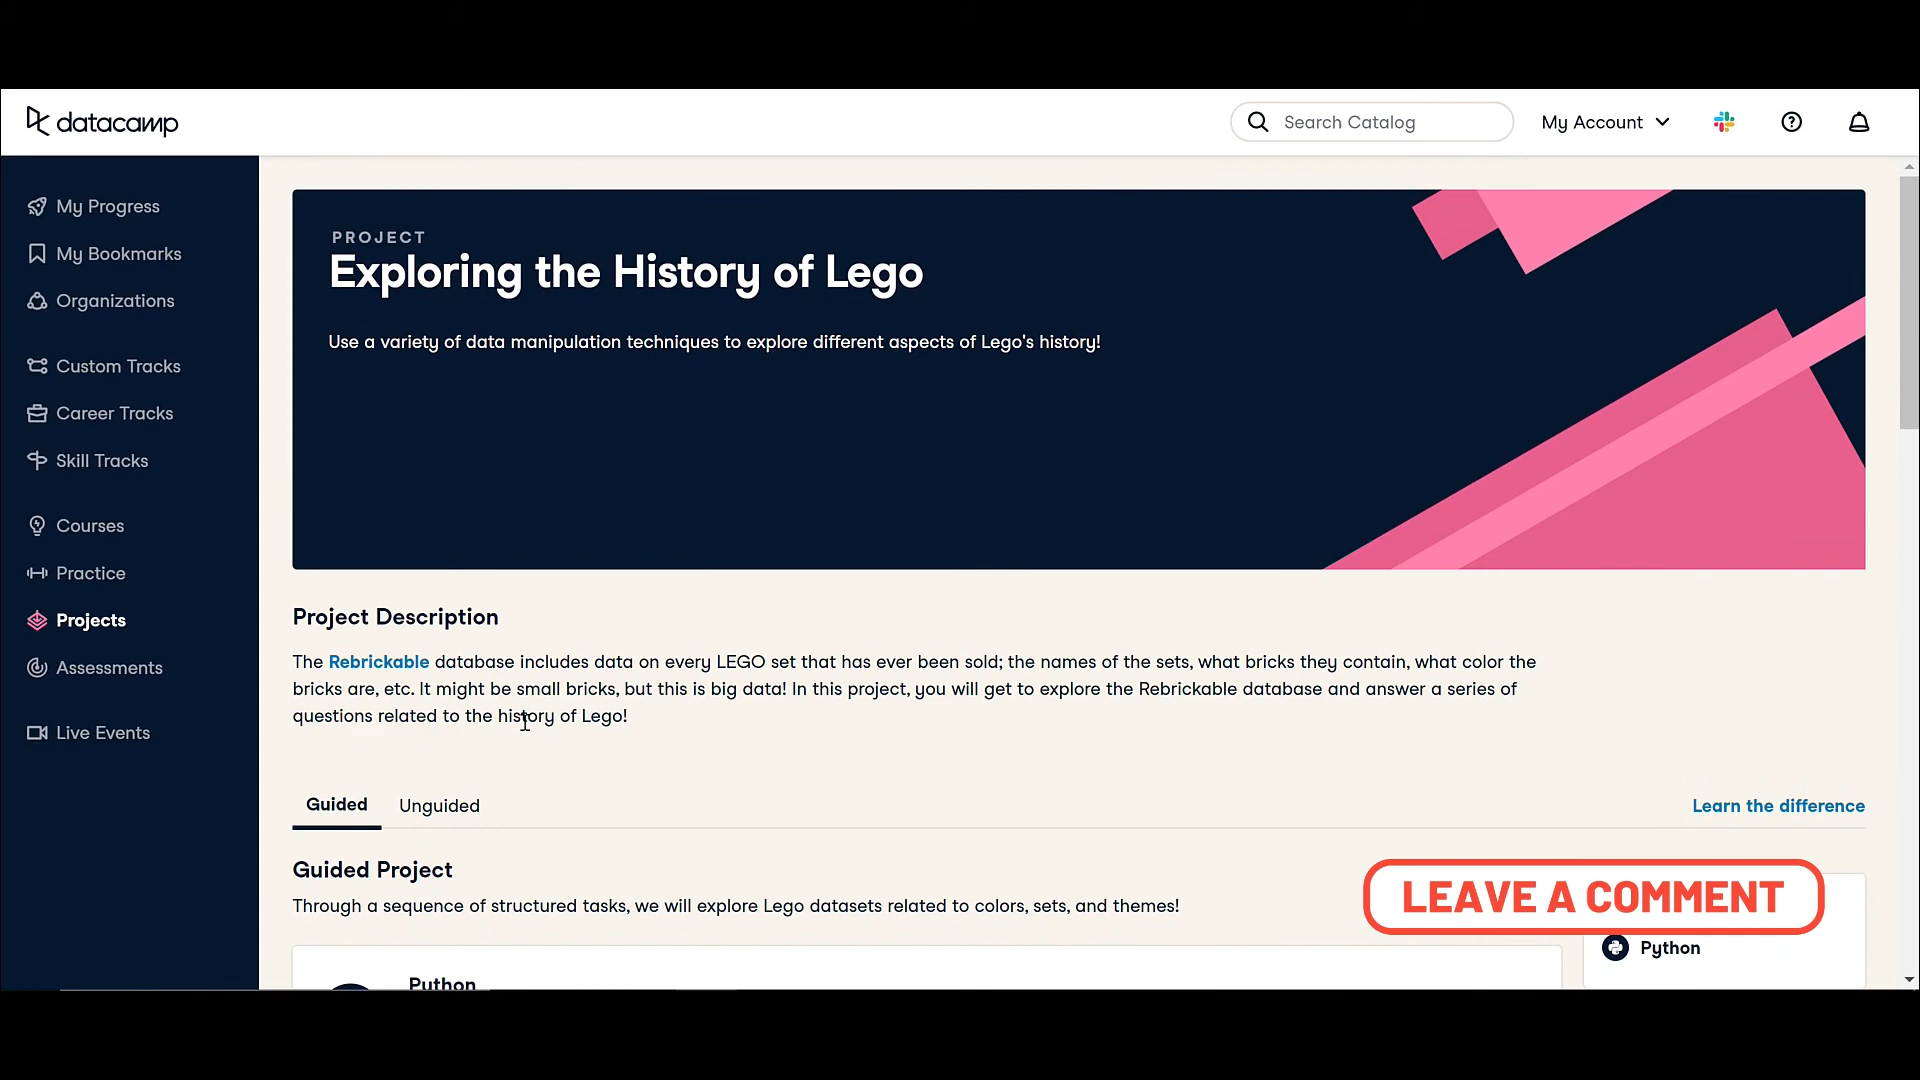 datacamp
Search Catalog
My Account
My Progress
My Bookmarks
Organizations
Custom Tracks
Career Tracks
Skill Tracks
Courses
Practice
Projects
Assessments
Live Events
PROJECT
Exploring the History of Lego
Use a variety of data manipulation techniques to explore different aspects of Lego's history!
Project Description
The Rebrickable database includes data on every LEGO set that has ever been sold; the names of the sets, what bricks they contain, what color the
bricks are, etc. It might be small bricks, but this is big data! In this project, you will get to explore the Rebrickable database and answer a series of
questions related to the history of Lego!
Guided
Unguided
Learn the difference
Guided Project
Through a sequence of structured tasks, we will explore Lego datasets related to colors, sets, and themes!
LEAVE A COMMENT
Python
Python